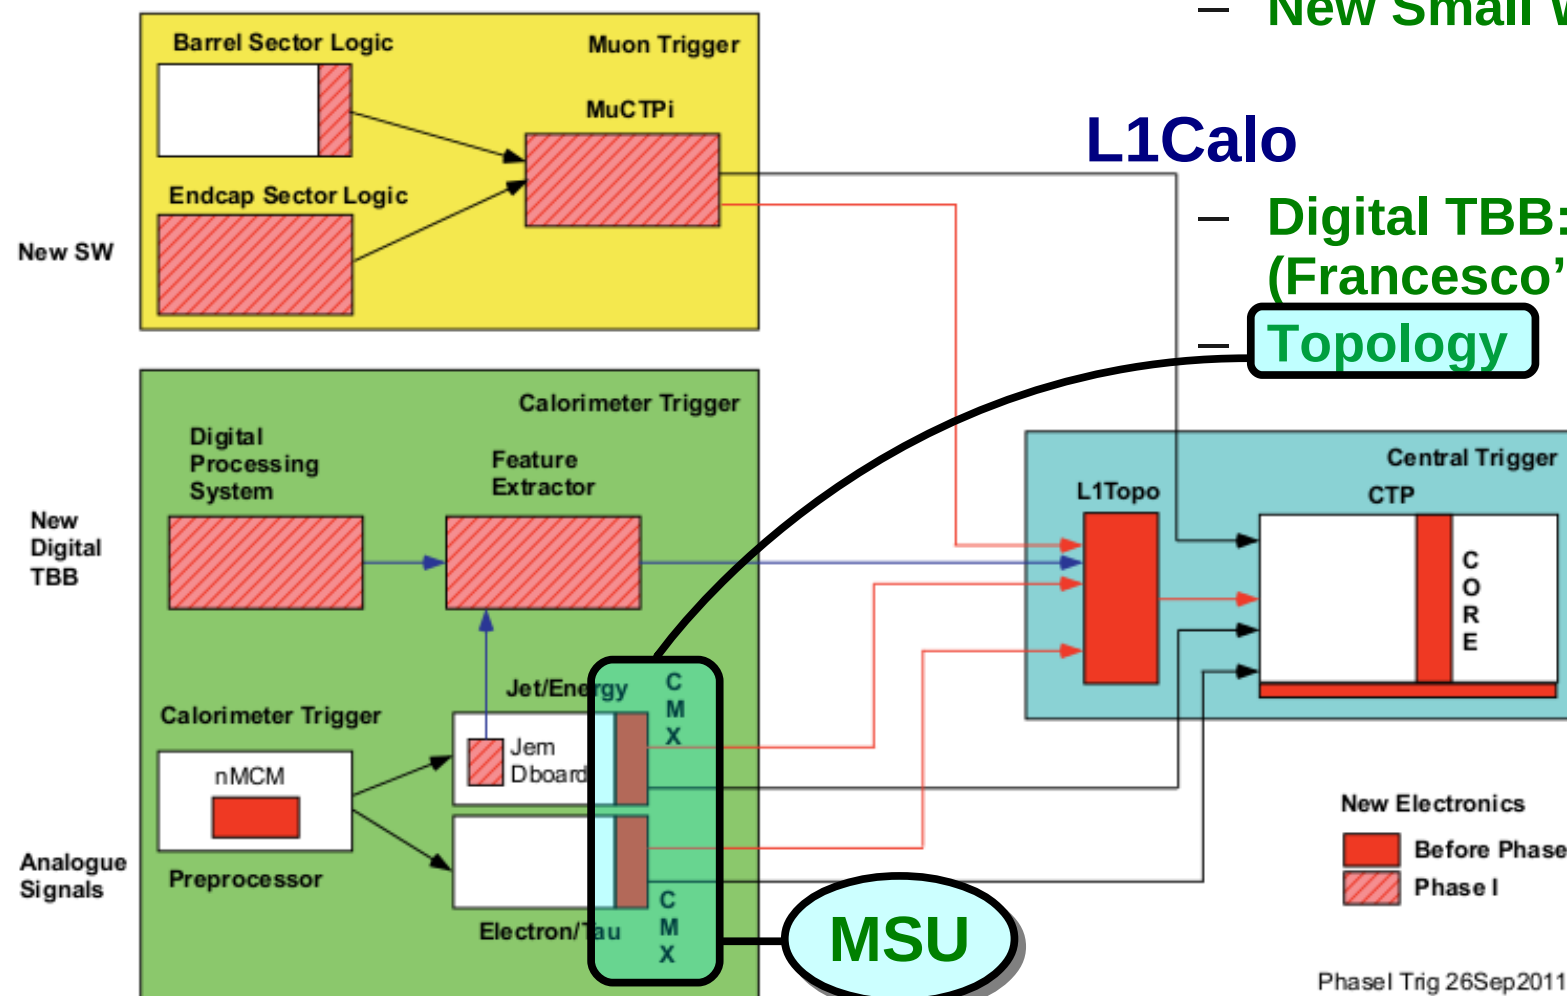 – New Small
Barrel Sector Logic
Muon Trigger
MuCTPi
Endcap Sector Logic
New SW
L1Calo
– Digital TBB:
(Francesco’
– Topology
Calorimeter Trigger
Digital
Processing
System
Feature
Extractor
New
Digital
TBB
Central Trigger
L1Topo
CTP
C
O
R
E
Jet/Energy
C
M
X
Calorimeter Trigger
Jem
Dboard
nMCM
Preprocessor
Analogue
Signals
Electron/Tau
C
M
X
MSU
New Electronics
Before Phase
Phase I
PhaseI Trig 26Sep2011